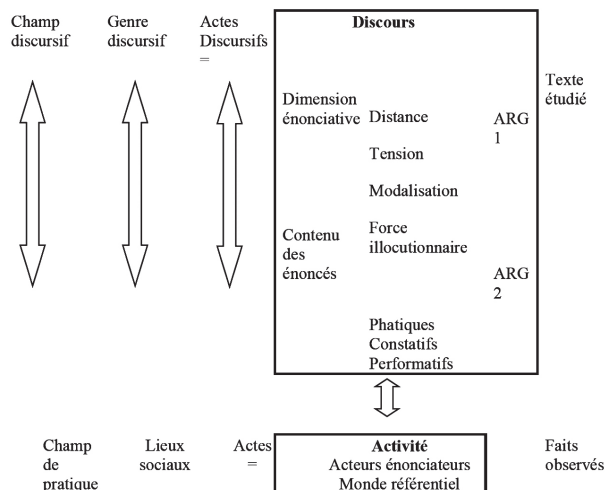 Champ
discursif
Genre
discursif
Actes
Discursifs
=
Discours
Texte
étudié
Dimension
énonciative
Distance
ARG
1
Tension
Modalisation
Contenu
des
énoncés
Force
illocutionnaire
ARG
2
Phatiques
Constatifs
Performatifs
Champ
de
pratique
Lieux
sociaux
Actes
=
Activité
Acteurs énonciateurs
Monde référentiel
Faits
observés